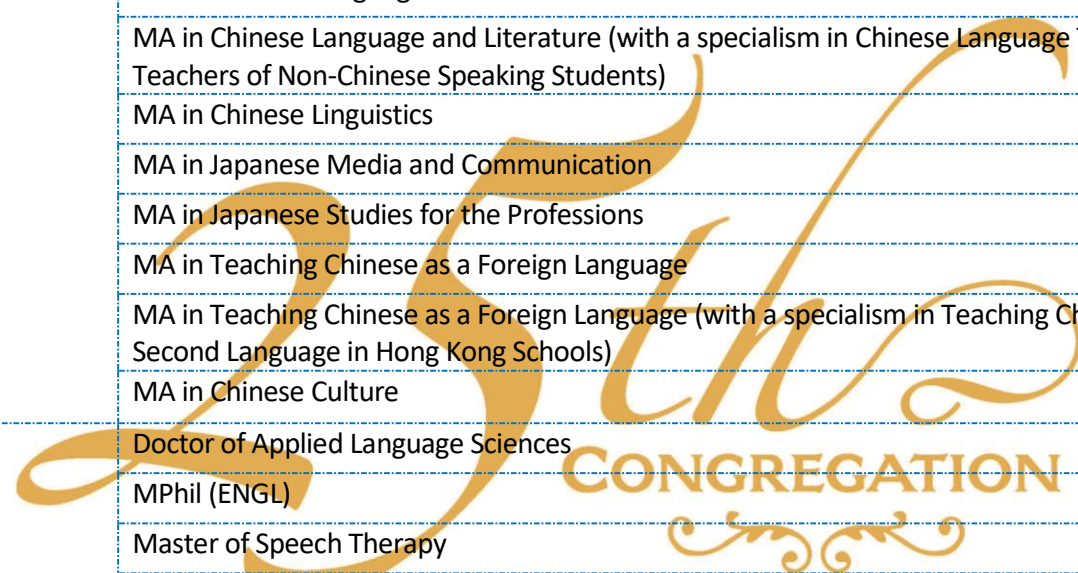 MA in Chinese Language and Literature (with a specialism in Chinese Language
Teachers of Non-Chinese Speaking Students)
MA in Chinese Linguistics
MA in Japanese Media and Communication
MA in Japanese Studies for the Professions
MA in Teaching Chinese as a Foreign Language
MA in Teaching Chinese as a Foreign Language (with a specialism in Teaching Ch
Second Language in Hong Kong Schools)
MA in Chinese Culture
Doctor of Applied Language Sciences
MPhil (ENGL)
Master of Speech Therapy
25th
CONGREGATION